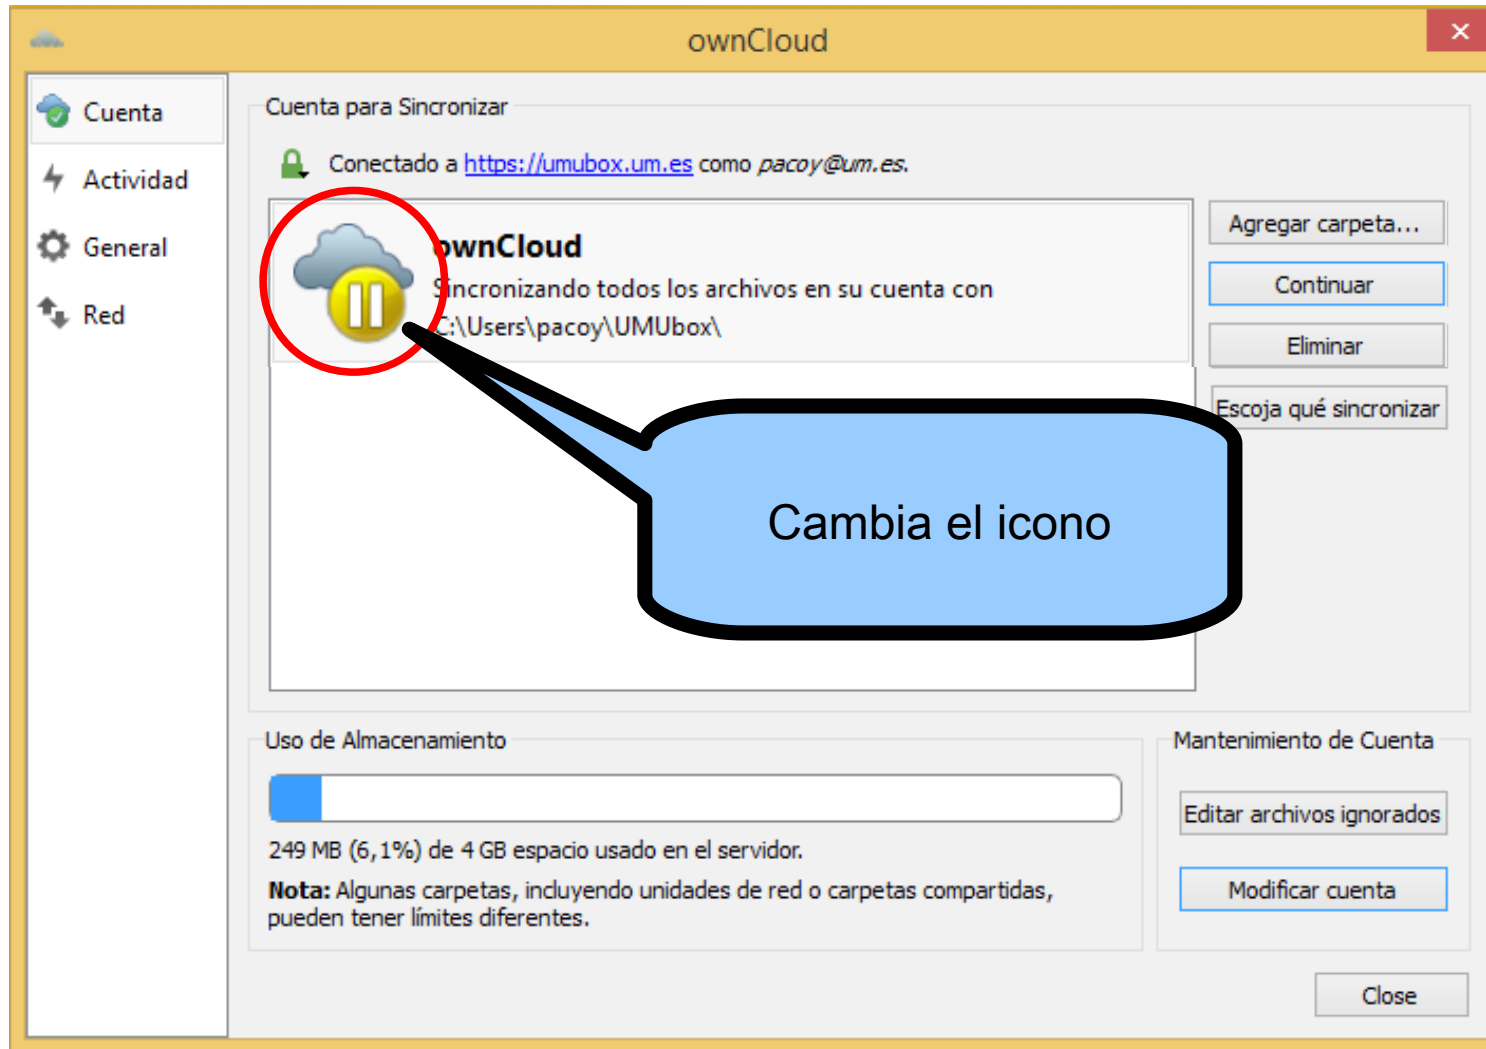 ownCloud
Cuenta
Actividad
General
Red
Cuenta para Sincronizar
Conectado a https://umubox.um.es como pacoy@um.es.
ownCloud
Sincronizando todos los archivos en su cuenta con
C:\Users\pacoy\UMUbox\
Agregar carpeta...
Continuar
Eliminar
Escoja qué sincronizar
Cambia el icono
Uso de Almacenamiento
249 MB (6,1%) de 4 GB espacio usado en el servidor.
Nota: Algunas carpetas, incluyendo unidades de red o carpetas compartidas,
pueden tener límites diferentes.
Mantenimiento de Cuenta
Editar archivos ignorados
Modificar cuenta
Close